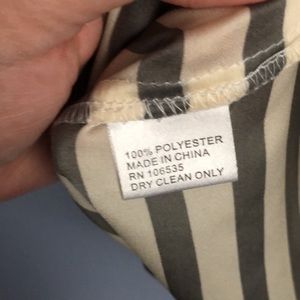 100% POLYESTER
MADE IN CHINA
RN 106535
DRY CLEAN ONLY